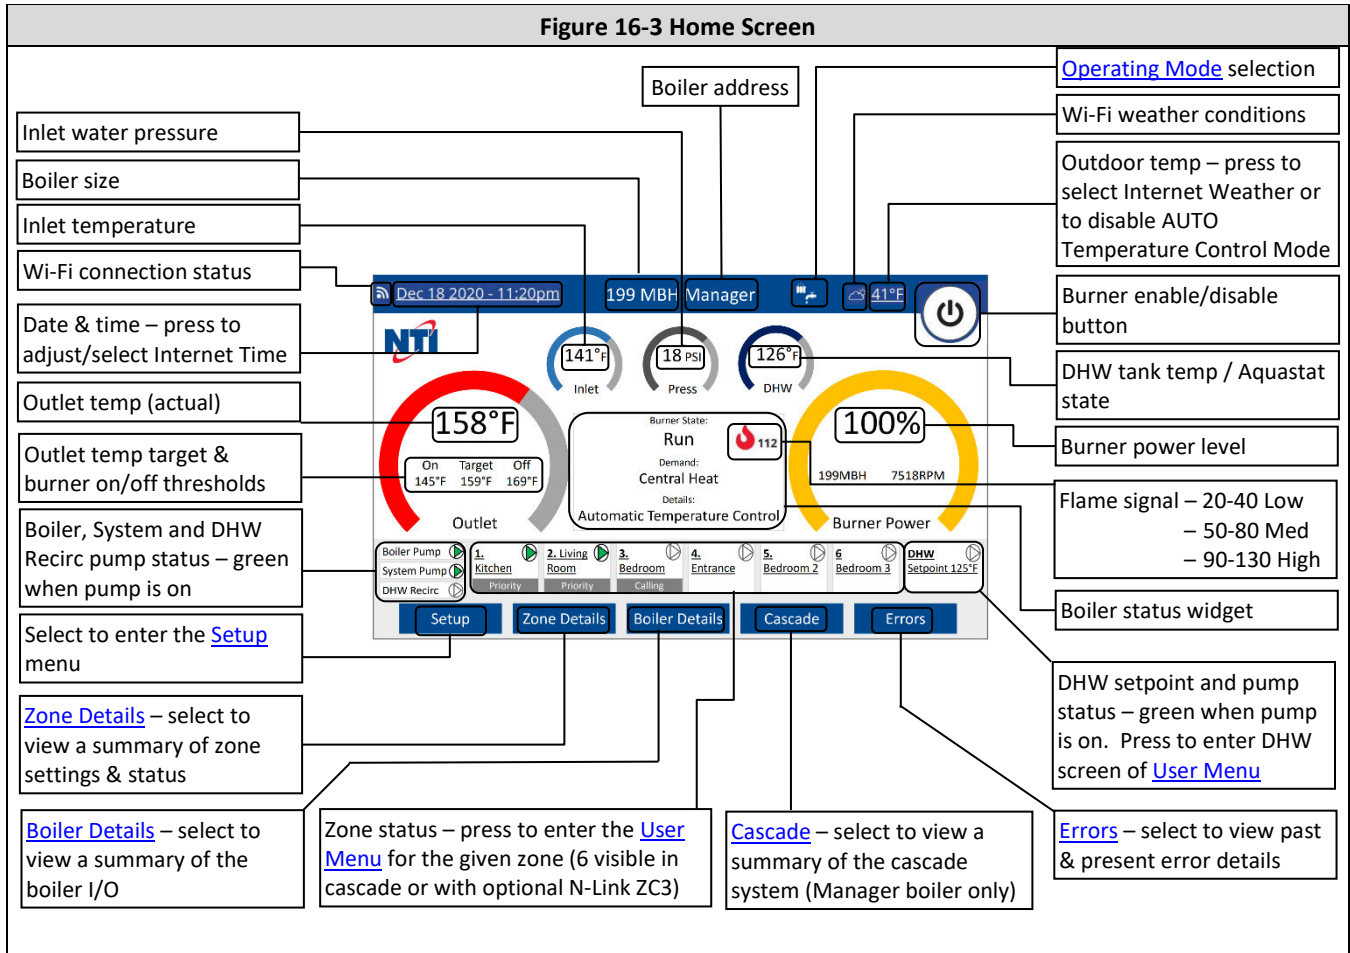 Figure 16-3 Home Screen
Boiler address
Operating Mode selection
Inlet water pressure
Wi-Fi weather conditions
Boiler size
Outdoor temp – press to
select Internet Weather or
to disable AUTO
Temperature Control Mode
Inlet temperature
Wi-Fi connection status
Date & time – press to
adjust/select Internet Time
Outlet temp (actual)
Outlet temp target &
burner on/off thresholds
Boiler, System and DHW
Recirc pump status – green
when pump is on
Select to enter the Setup
menu
Zone Details – select to
view a summary of zone
settings & status
Boiler Details – select to
view a summary of the
boiler I/O
Dec 18 2020 - 11:20pm
199 MBH
Manager
41°F
NTI
141°F
Inlet
18 PSI
Press
126°F
DHW
158°F
On Target Off
145°F 159°F 169°F
Outlet
Burner State:
Run
112
Demand:
Central Heat
Details:
Automatic Temperature Control
100%
199MBH 7518RPM
Burner Power
Boiler Pump
System Pump
DHW Recirc
1.
Kitchen
Priority
2. Living
Room
Priority
3.
Bedroom
Calling
4.
Entrance
5.
Bedroom 2
6
Bedroom 3
DHW
Setpoint 125°F
Setup
Zone Details
Boiler Details
Cascade
Errors
Burner enable/disable
button
DHW tank temp / Aquastat
state
Burner power level
Flame signal – 20-40 Low
– 50-80 Med
– 90-130 High
Boiler status widget
DHW setpoint and pump
status – green when pump
is on. Press to enter DHW
screen of User Menu
Zone status – press to enter the User
Menu for the given zone (6 visible in
cascade or with optional N-Link ZC3)
Cascade – select to view a
summary of the cascade
system (Manager boiler only)
Errors – select to view past
& present error details